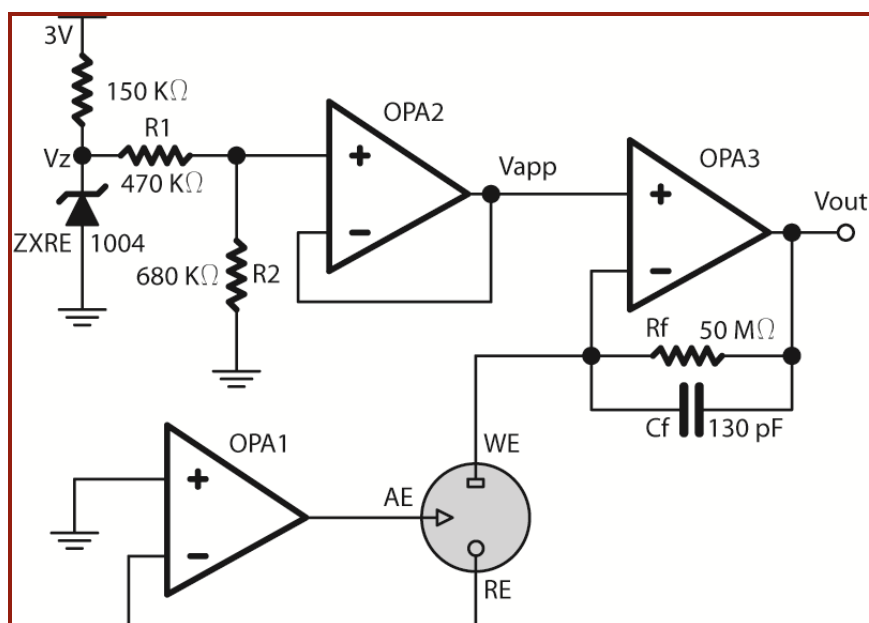 3V
150 KΩ
OPA2
R1
OPA3
Vz
Vapp
470 KΩ
Vout
ZXRE 1004
680 KΩ R2
Rf 50 MΩ
Cf 130 pF
OPA1
WE
AE
RE